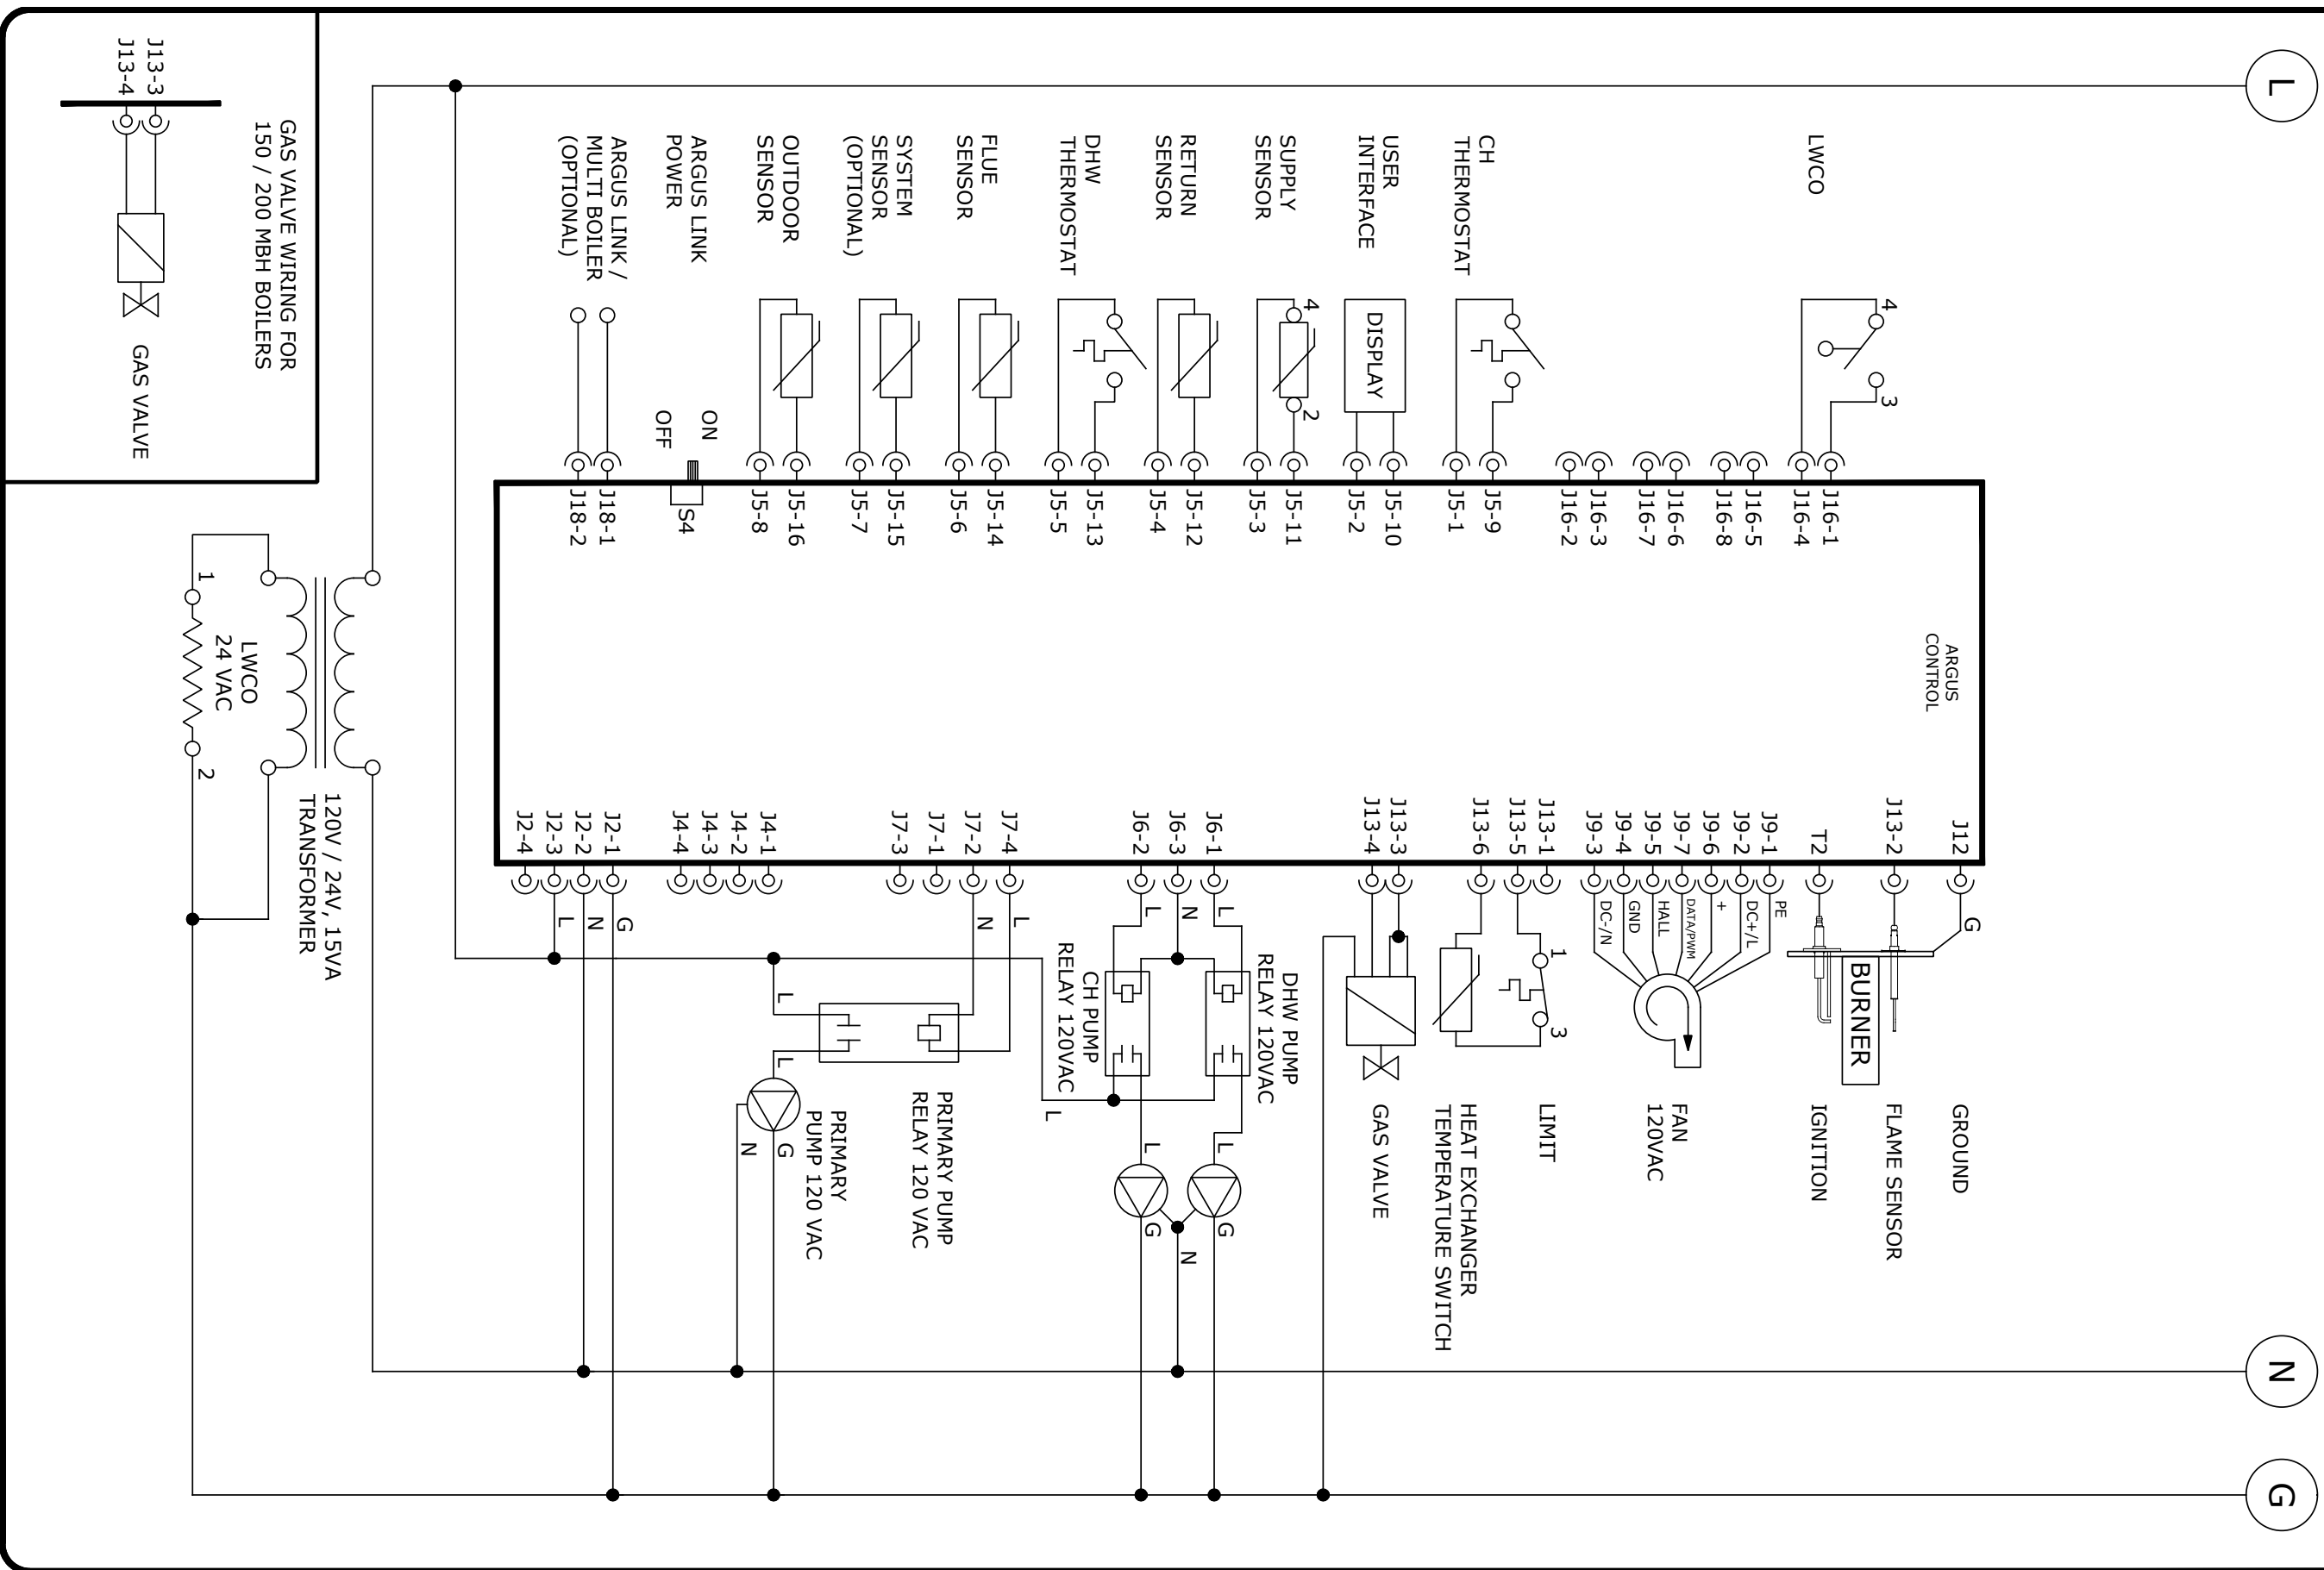 L
N
G
ARGUS
CONTROL
LWCO
4
3
J16-1
J16-4
J16-5
J16-8
J16-6
J16-7
J16-3
J16-2
CH
THERMOSTAT
J5-9
J5-1
USER
INTERFACE
DISPLAY
J5-10
J5-2
SUPPLY
SENSOR
4
2
J5-11
J5-3
RETURN
SENSOR
J5-12
J5-4
DHW
THERMOSTAT
J5-13
J5-5
FLUE
SENSOR
J5-14
J5-6
SYSTEM
SENSOR
(OPTIONAL)
J5-15
J5-7
OUTDOOR
SENSOR
J5-16
J5-8
ARGUS LINK
POWER
ON
OFF
S4
ARGUS LINK /
MULTI BOILER
(OPTIONAL)
J18-1
J18-2
J12
G
GROUND
J13-2
FLAME SENSOR
BURNER
T2
IGNITION
J9-1
PE
J9-2
DC+/L
J9-6
+
J9-7
DATA/PWM
J9-5
HALL
J9-4
GND
J9-3
DC-/N
FAN
120VAC
J13-1
J13-5
1
3
LIMIT
J13-6
HEAT EXCHANGER
TEMPERATURE SWITCH
J13-3
J13-4
GAS VALVE
DHW PUMP
RELAY 120VAC
J6-1
L
J6-3
N
J6-2
L
L
G
N
L
G
CH PUMP
RELAY 120VAC
L
J7-4
L
J7-2
N
J7-1
J7-3
PRIMARY PUMP
RELAY 120 VAC
PRIMARY
PUMP 120 VAC
L
L
G
N
J4-1
J4-2
J4-3
J4-4
J2-1
G
J2-2
N
J2-3
L
J2-4
120V / 24V, 15VA
TRANSFORMER
LWCO
24 VAC
1
2
GAS VALVE WIRING FOR
150 / 200 MBH BOILERS
J13-3
J13-4
GAS VALVE